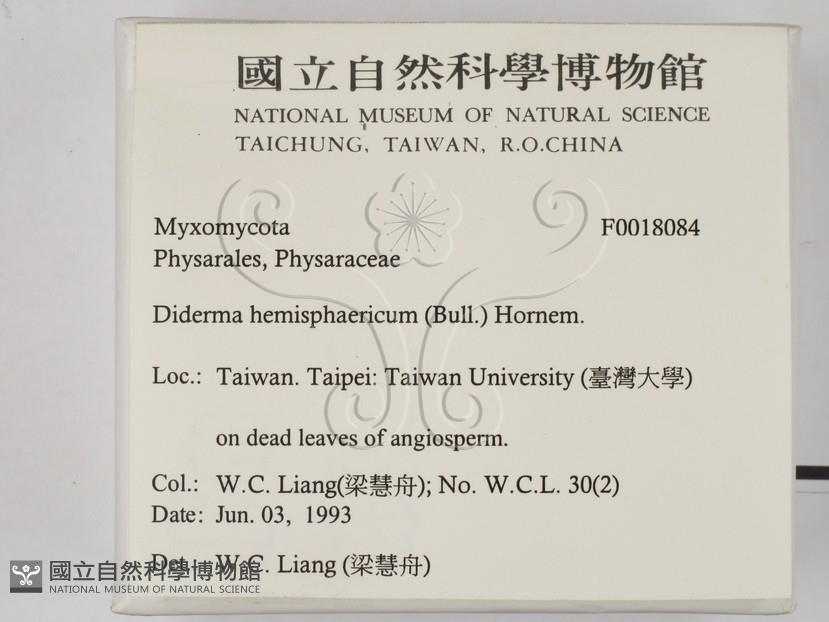 國立自然科學博物館
NATIONAL MUSEUM OF NATURAL SCIENCE
TAICHUNG, TAIWAN, R.O.CHINA
Myxomycota F0018084
Physarales, Physaraceae
Diderma hemisphaericum (Bull.) Hornem.
Loc.: Taiwan. Taipei: Taiwan University (臺灣大學)
on dead leaves of angiosperm.
Col.: W.C. Liang(梁慧舟); No. W.C.L. 30(2)
Date: Jun. 03, 1993
Det.: W.C. Liang (梁慧舟)
國立自然科學博物館
NATIONAL MUSEUM OF NATURAL SCIENCE